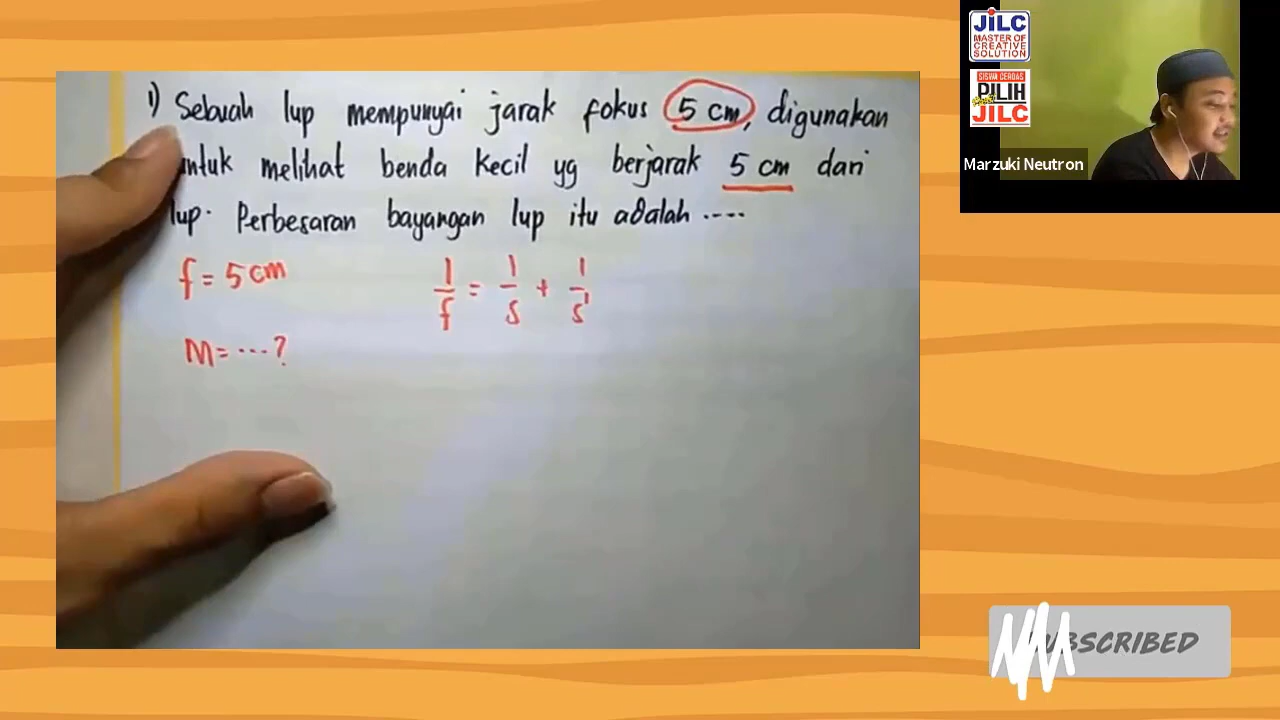 1) Sebuah lup mempunyai jarak fokus 5 cm, digunakan
untuk melihat benda kecil yg berjarak 5 cm dari
lup. Perbesaran bayangan lup itu adalah ....
f = 5 cm
1/f = 1/s + 1/s'
M = ... ?
JILC
MASTER OF
CREATIVE
SOLUTION
SISWA CERDAS
PILIH
JILC
Marzuki Neutron